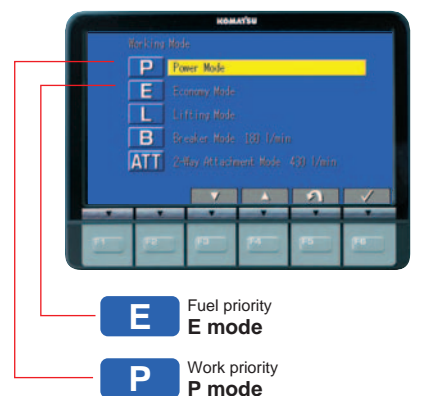 KOMATSU
Working Mode
P Power Mode
E Economy Mode
L Lifting Mode
B Breaker Mode 180 l/min
ATT 2-Way Attachment Mode 430 l/min
F1 F2 F3 F4 F5 F6
E Fuel priority
E mode
P Work priority
P mode